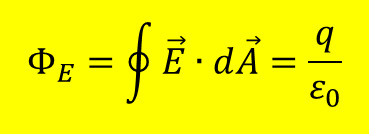 Φ_E = ∮ E⃗ · dA⃗ = q/ε₀